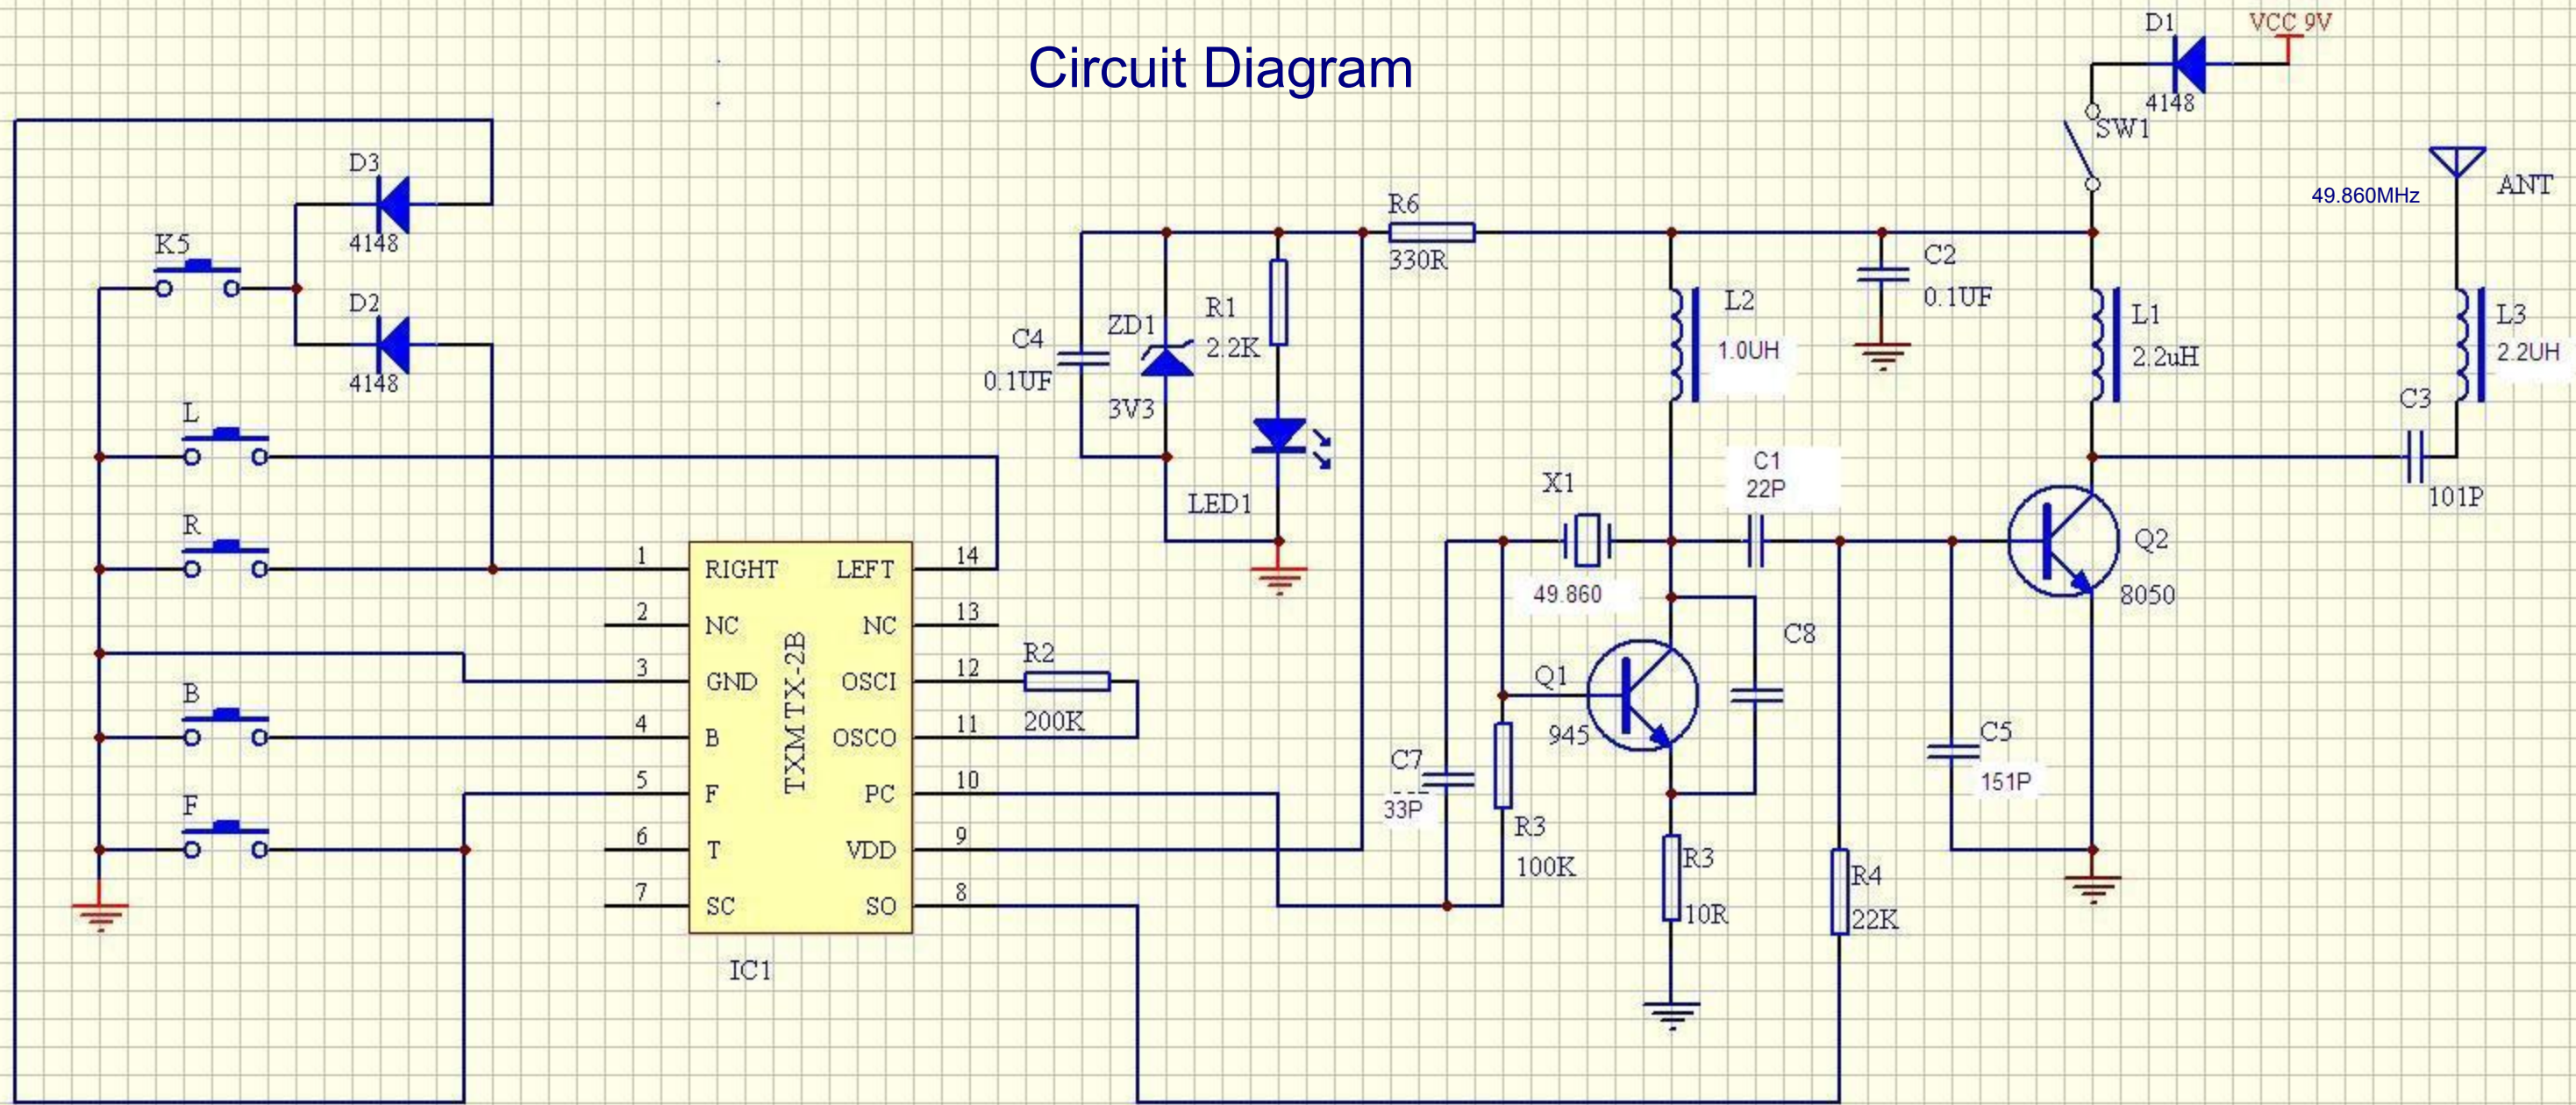 Circuit Diagram
D1
VCC 9V
4148
SW1
49.860MHz
ANT
D3
4148
K5
D2
4148
L
R
B
F
R6
330R
C2
0.1UF
L2
1.0UH
L1
2.2uH
L3
2.2UH
C3
101P
C4
0.1UF
ZD1
3V3
R1
2.2K
LED1
X1
49.860
C1
22P
Q2
8050
C8
Q1
945
C7
33P
R3
100K
R3
10R
R4
22K
C5
151P
R2
200K
1 RIGHT LEFT 14
2 NC NC 13
3 GND OSCI 12
4 B OSCO 11
5 F PC 10
6 T VDD 9
7 SC SO 8
TXM TX-2B
IC1